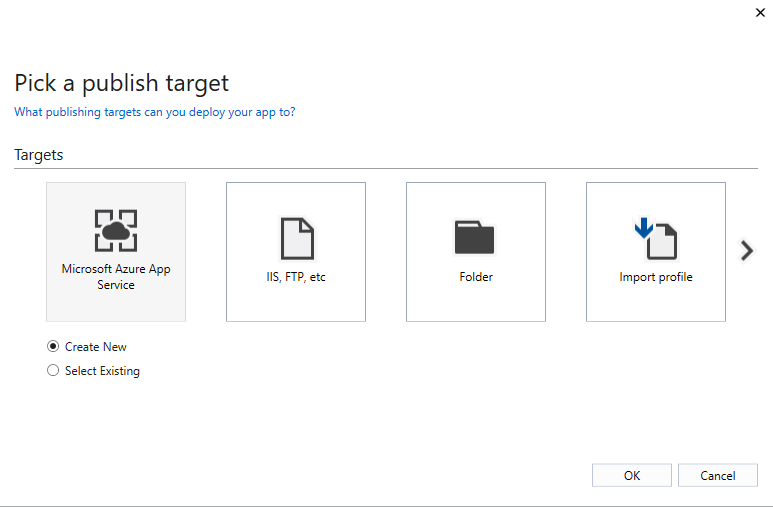 Pick a publish target
What publishing targets can you deploy your app to?
Targets
Microsoft Azure App
Service
IIS, FTP, etc
Folder
Import profile
Create New
Select Existing
OK
Cancel